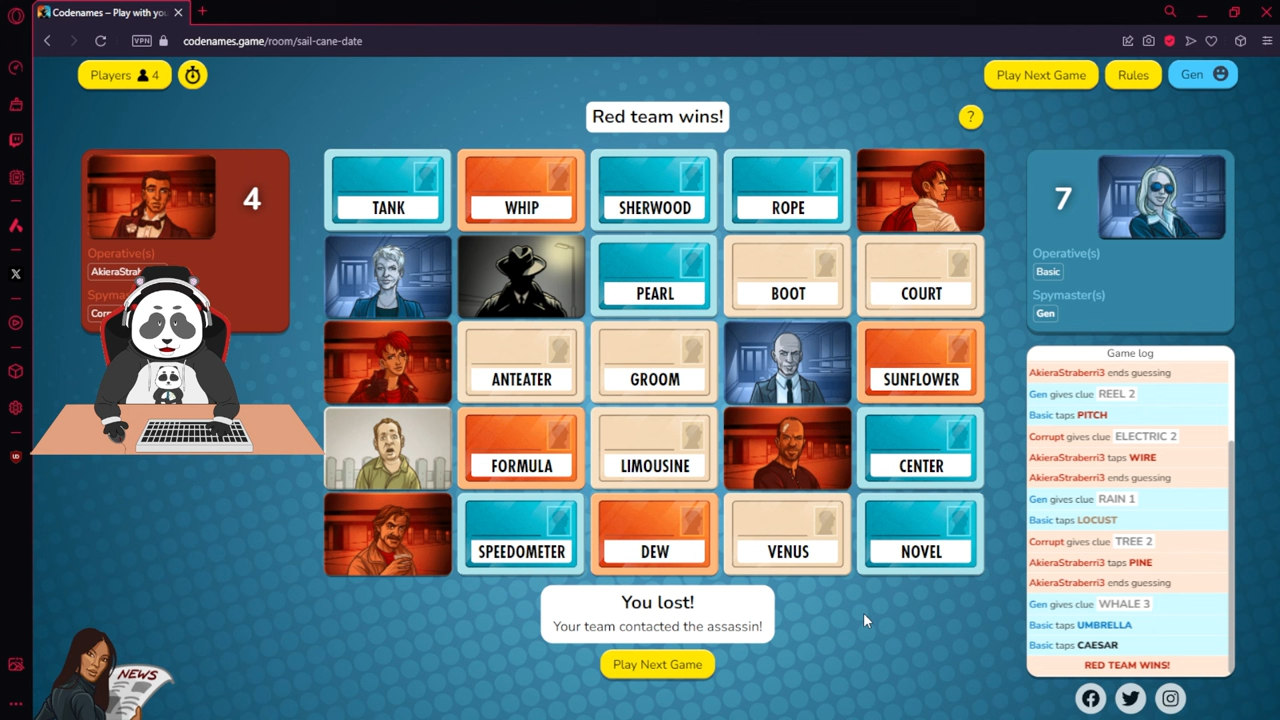 Codenames – Play with yo
VPN
codenames.game/room/sail-cane-date
Players 4
Play Next Game
Rules
Gen
Red team wins!
?
4
Operative(s)
AkieraStrab
Spyma
Corr
TANK
WHIP
SHERWOOD
ROPE
PEARL
BOOT
COURT
ANTEATER
GROOM
SUNFLOWER
FORMULA
LIMOUSINE
CENTER
SPEEDOMETER
DEW
VENUS
NOVEL
7
Operative(s)
Basic
Spymaster(s)
Gen
Game log
AkieraStraberri3 ends guessing
Gen gives clue REEL 2
Basic taps PITCH
Corrupt gives clue ELECTRIC 2
AkieraStraberri3 taps WIRE
AkieraStraberri3 ends guessing
Gen gives clue RAIN 1
Basic taps LOCUST
Corrupt gives clue TREE 2
AkieraStraberri3 taps PINE
AkieraStraberri3 ends guessing
Gen gives clue WHALE 3
Basic taps UMBRELLA
Basic taps CAESAR
RED TEAM WINS!
You lost!
Your team contacted the assassin!
Play Next Game
NEWS